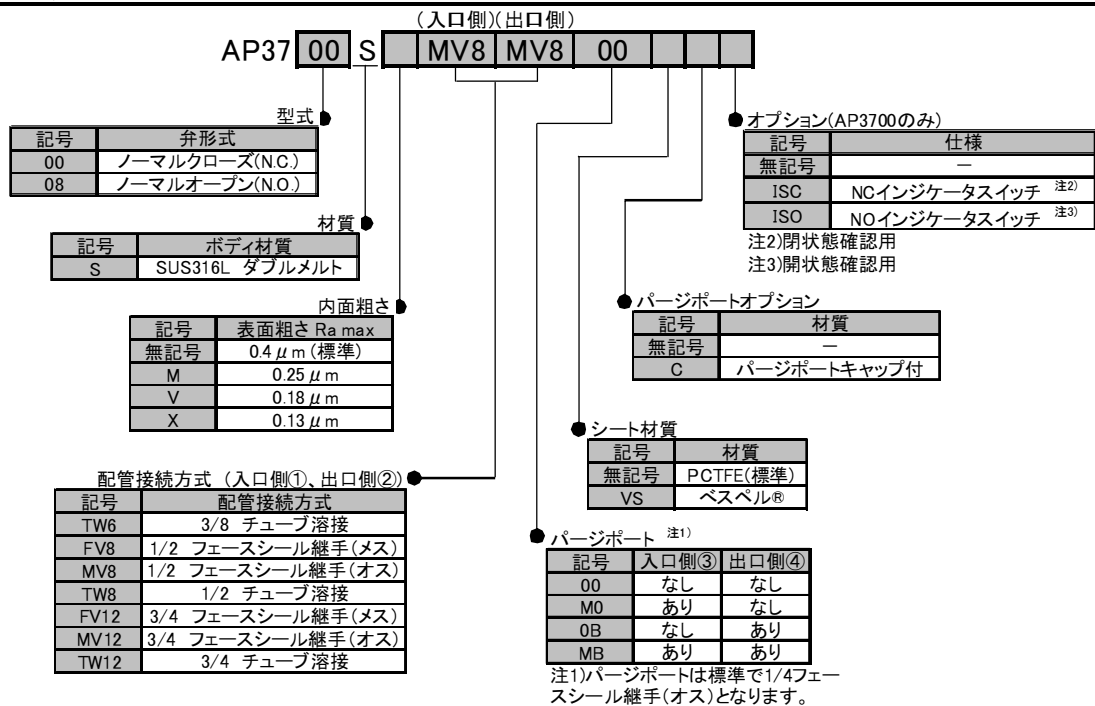 (入口側)(出口側)
AP37 00 S MV8 MV8 00
型式
記号 弁形式
00 ノーマルクローズ(N.C.)
08 ノーマルオープン(N.O.)
材質
記号 ボディ材質
S SUS316L ダブルメルト
内面粗さ
記号 表面粗さ Ra max
無記号 0.4 μm (標準)
M 0.25 μm
V 0.18 μm
X 0.13 μm
配管接続方式 (入口側①、出口側②)
記号 配管接続方式
TW6 3/8 チューブ溶接
FV8 1/2 フェースシール継手(メス)
MV8 1/2 フェースシール継手(オス)
TW8 1/2 チューブ溶接
FV12 3/4 フェースシール継手(メス)
MV12 3/4 フェースシール継手(オス)
TW12 3/4 チューブ溶接
オプション(AP3700のみ)
記号 仕様
無記号 －
ISC NCインジケータスイッチ 注2)
ISO NOインジケータスイッチ 注3)
注2)閉状態確認用
注3)開状態確認用
パージポートオプション
記号 材質
無記号 －
C パージポートキャップ付
シート材質
記号 材質
無記号 PCTFE(標準)
VS ベスペル®
パージポート 注1)
記号 入口側③ 出口側④
00 なし なし
M0 あり なし
0B なし あり
MB あり あり
注1)パージポートは標準で1/4フェー
スシール継手(オス)となります。